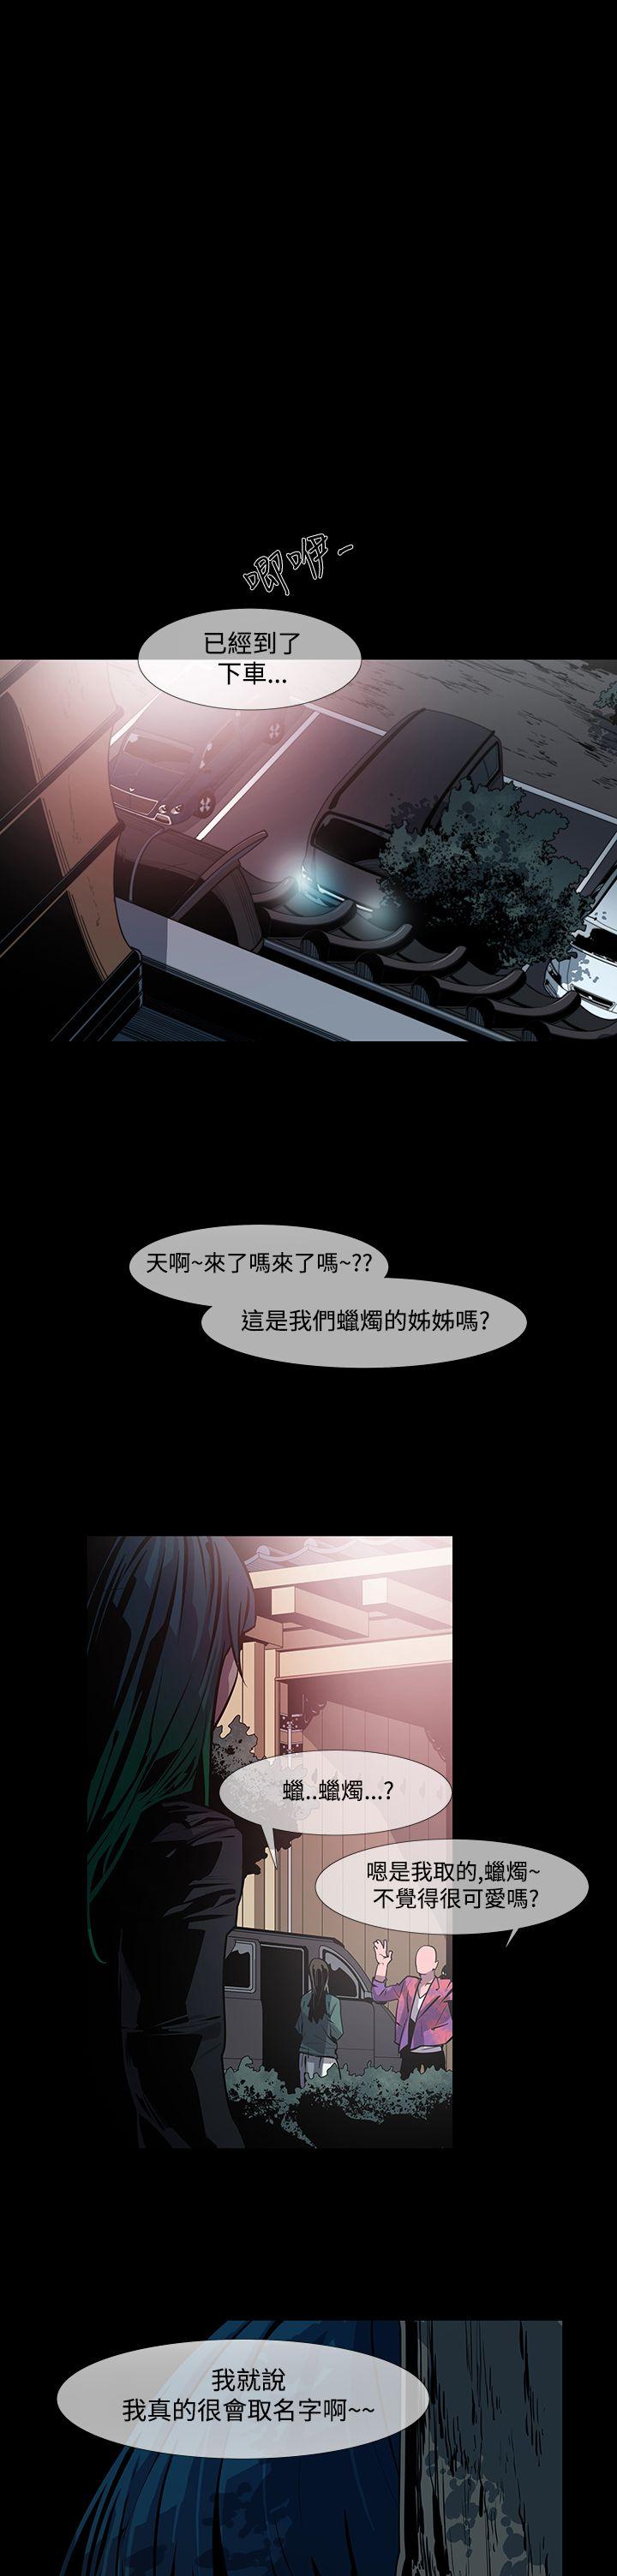 唧咿~
已經到了
下車...
天啊~來了嗎來了嗎~??
這是我們蠟燭的姊姊嗎?
蠟..蠟燭...?
嗯是我取的,蠟燭~
不覺得很可愛嗎?
我就說
我真的很會取名字啊~~